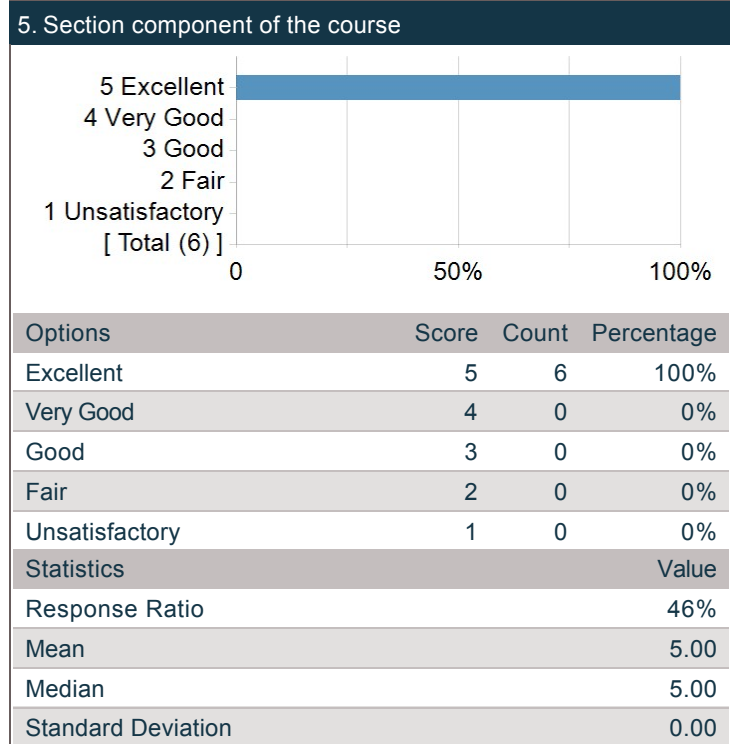 5. Section component of the course
5 Excellent
4 Very Good
3 Good
2 Fair
1 Unsatisfactory
[ Total (6) ]
0 50% 100%
Options Score Count Percentage
Excellent 5 6 100%
Very Good 4 0 0%
Good 3 0 0%
Fair 2 0 0%
Unsatisfactory 1 0 0%
Statistics Value
Response Ratio 46%
Mean 5.00
Median 5.00
Standard Deviation 0.00